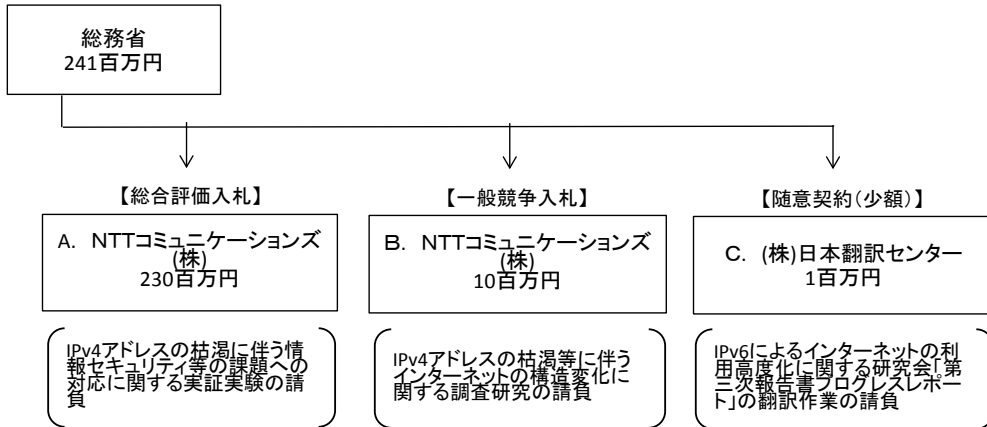 総務省
241百万円
【総合評価入札】
【一般競争入札】
【随意契約(少額)】
A. NTTコミュニケーションズ
(株)
230百万円
B. NTTコミュニケーションズ
(株)
10百万円
C. (株)日本翻訳センター
1百万円
IPv4アドレスの枯渇に伴う情
報セキュリティ等の課題への
対応に関する実証実験の請
負
IPv4アドレスの枯渇等に伴う
インターネットの構造変化に
関する調査研究の請負
IPv6によるインターネットの利
用高度化に関する研究会「第
三次報告書プログレスレポー
ト」の翻訳作業の請負